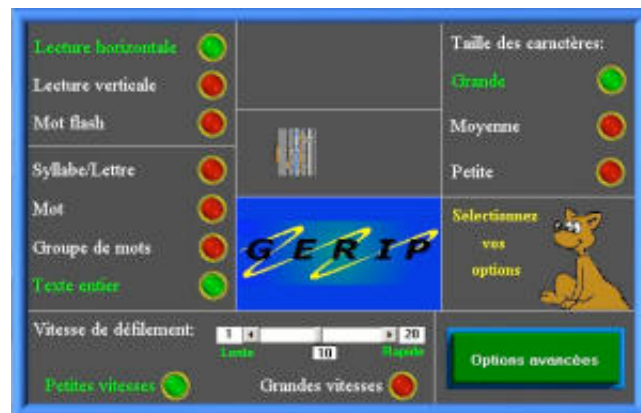 Lecture horizontale
Lecture verticale
Mot flash
Syllabe/Lettre
Mot
Groupe de mots
Texte entier
Taille des caractères:
Grande
Moyenne
Petite
GERIP
Selectionnez
vos
options
Vitesse de défilement:
1 20
Lente 10 Rapide
Petites vitesses Grandes vitesses
Options avancées